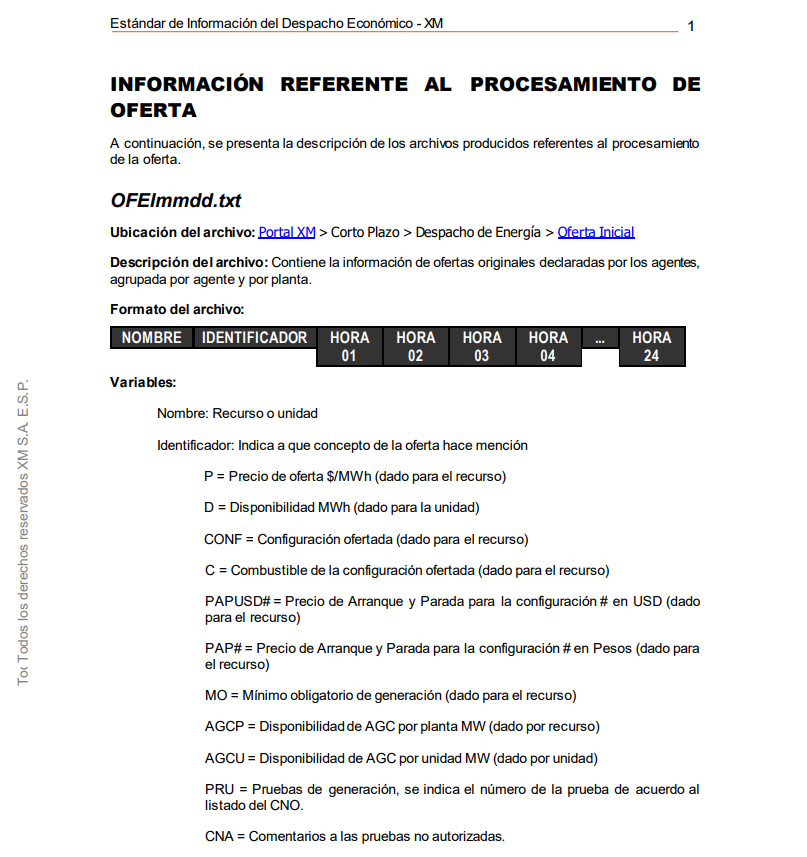 Estándar de Información del Despacho Económico - XM 1
INFORMACIÓN REFERENTE AL PROCESAMIENTO DE
OFERTA
A continuación, se presenta la descripción de los archivos producidos referentes al procesamiento
de la oferta.
OFEImmdd.txt
Ubicación del archivo: Portal XM > Corto Plazo > Despacho de Energía > Oferta Inicial
Descripción del archivo: Contiene la información de ofertas originales declaradas por los agentes,
agrupada por agente y por planta.
Formato del archivo:
NOMBRE IDENTIFICADOR HORA HORA HORA HORA ... HORA
01 02 03 04 24
Variables:
Nombre: Recurso o unidad
Identificador: Indica a que concepto de la oferta hace mención
P = Precio de oferta $/MWh (dado para el recurso)
D = Disponibilidad MWh (dado para la unidad)
CONF = Configuración ofertada (dado para el recurso)
C = Combustible de la configuración ofertada (dado para el recurso)
PAPUSD# = Precio de Arranque y Parada para la configuración # en USD (dado
para el recurso)
PAP# = Precio de Arranque y Parada para la configuración # en Pesos (dado para
el recurso)
MO = Mínimo obligatorio de generación (dado para el recurso)
AGCP = Disponibilidad de AGC por planta MW (dado por recurso)
AGCU = Disponibilidad de AGC por unidad MW (dado por unidad)
PRU = Pruebas de generación, se indica el número de la prueba de acuerdo al
listado del CNO.
CNA = Comentarios a las pruebas no autorizadas.
Todos los derechos reservados XM S.A. E.S.P.